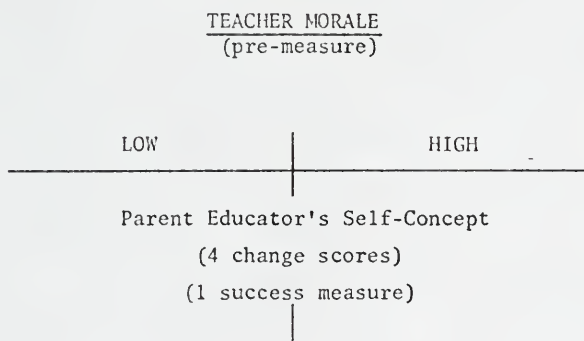 TEACHER MORALE
(pre-measure)
LOW HIGH
Parent Educator's Self-Concept
(4 change scores)
(1 success measure)